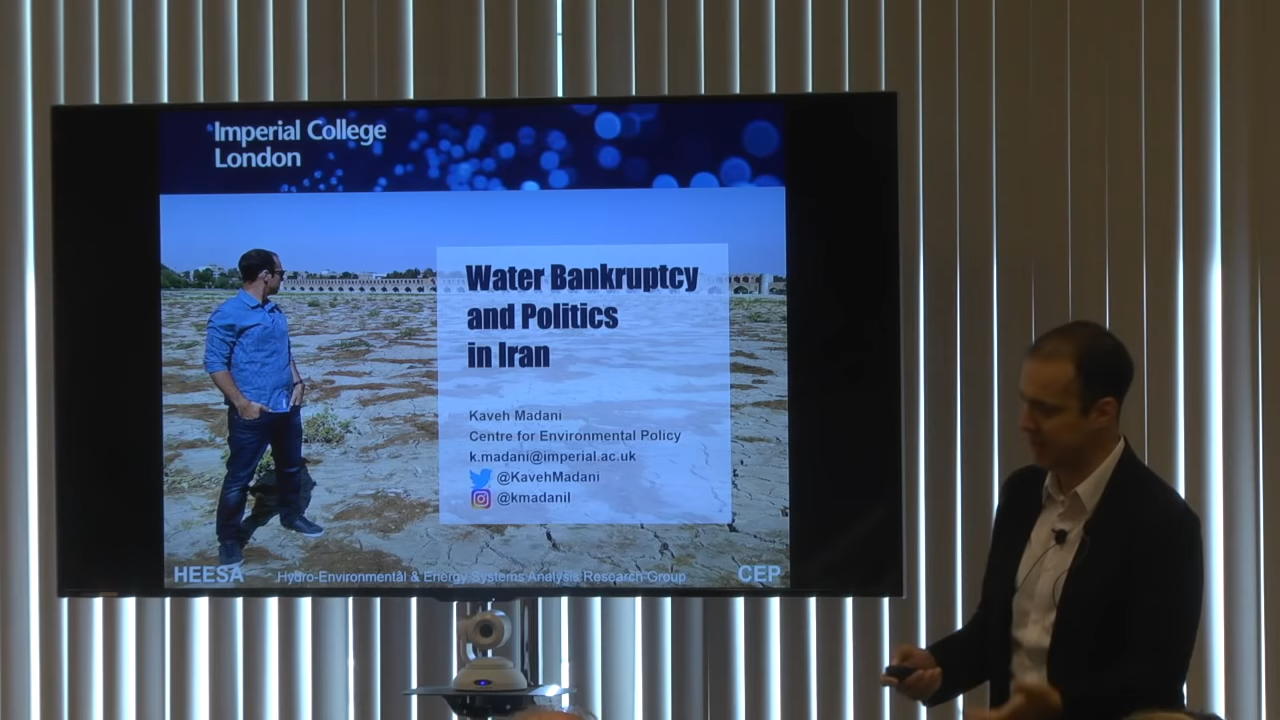 Imperial College
London
Water Bankruptcy
and Politics
in Iran
Kaveh Madani
Centre for Environmental Policy
k.madani@imperial.ac.uk
@KavehMadani
@kmadanil
HEESA Hydro-Environmental & Energy Systems Analysis Research Group CEP